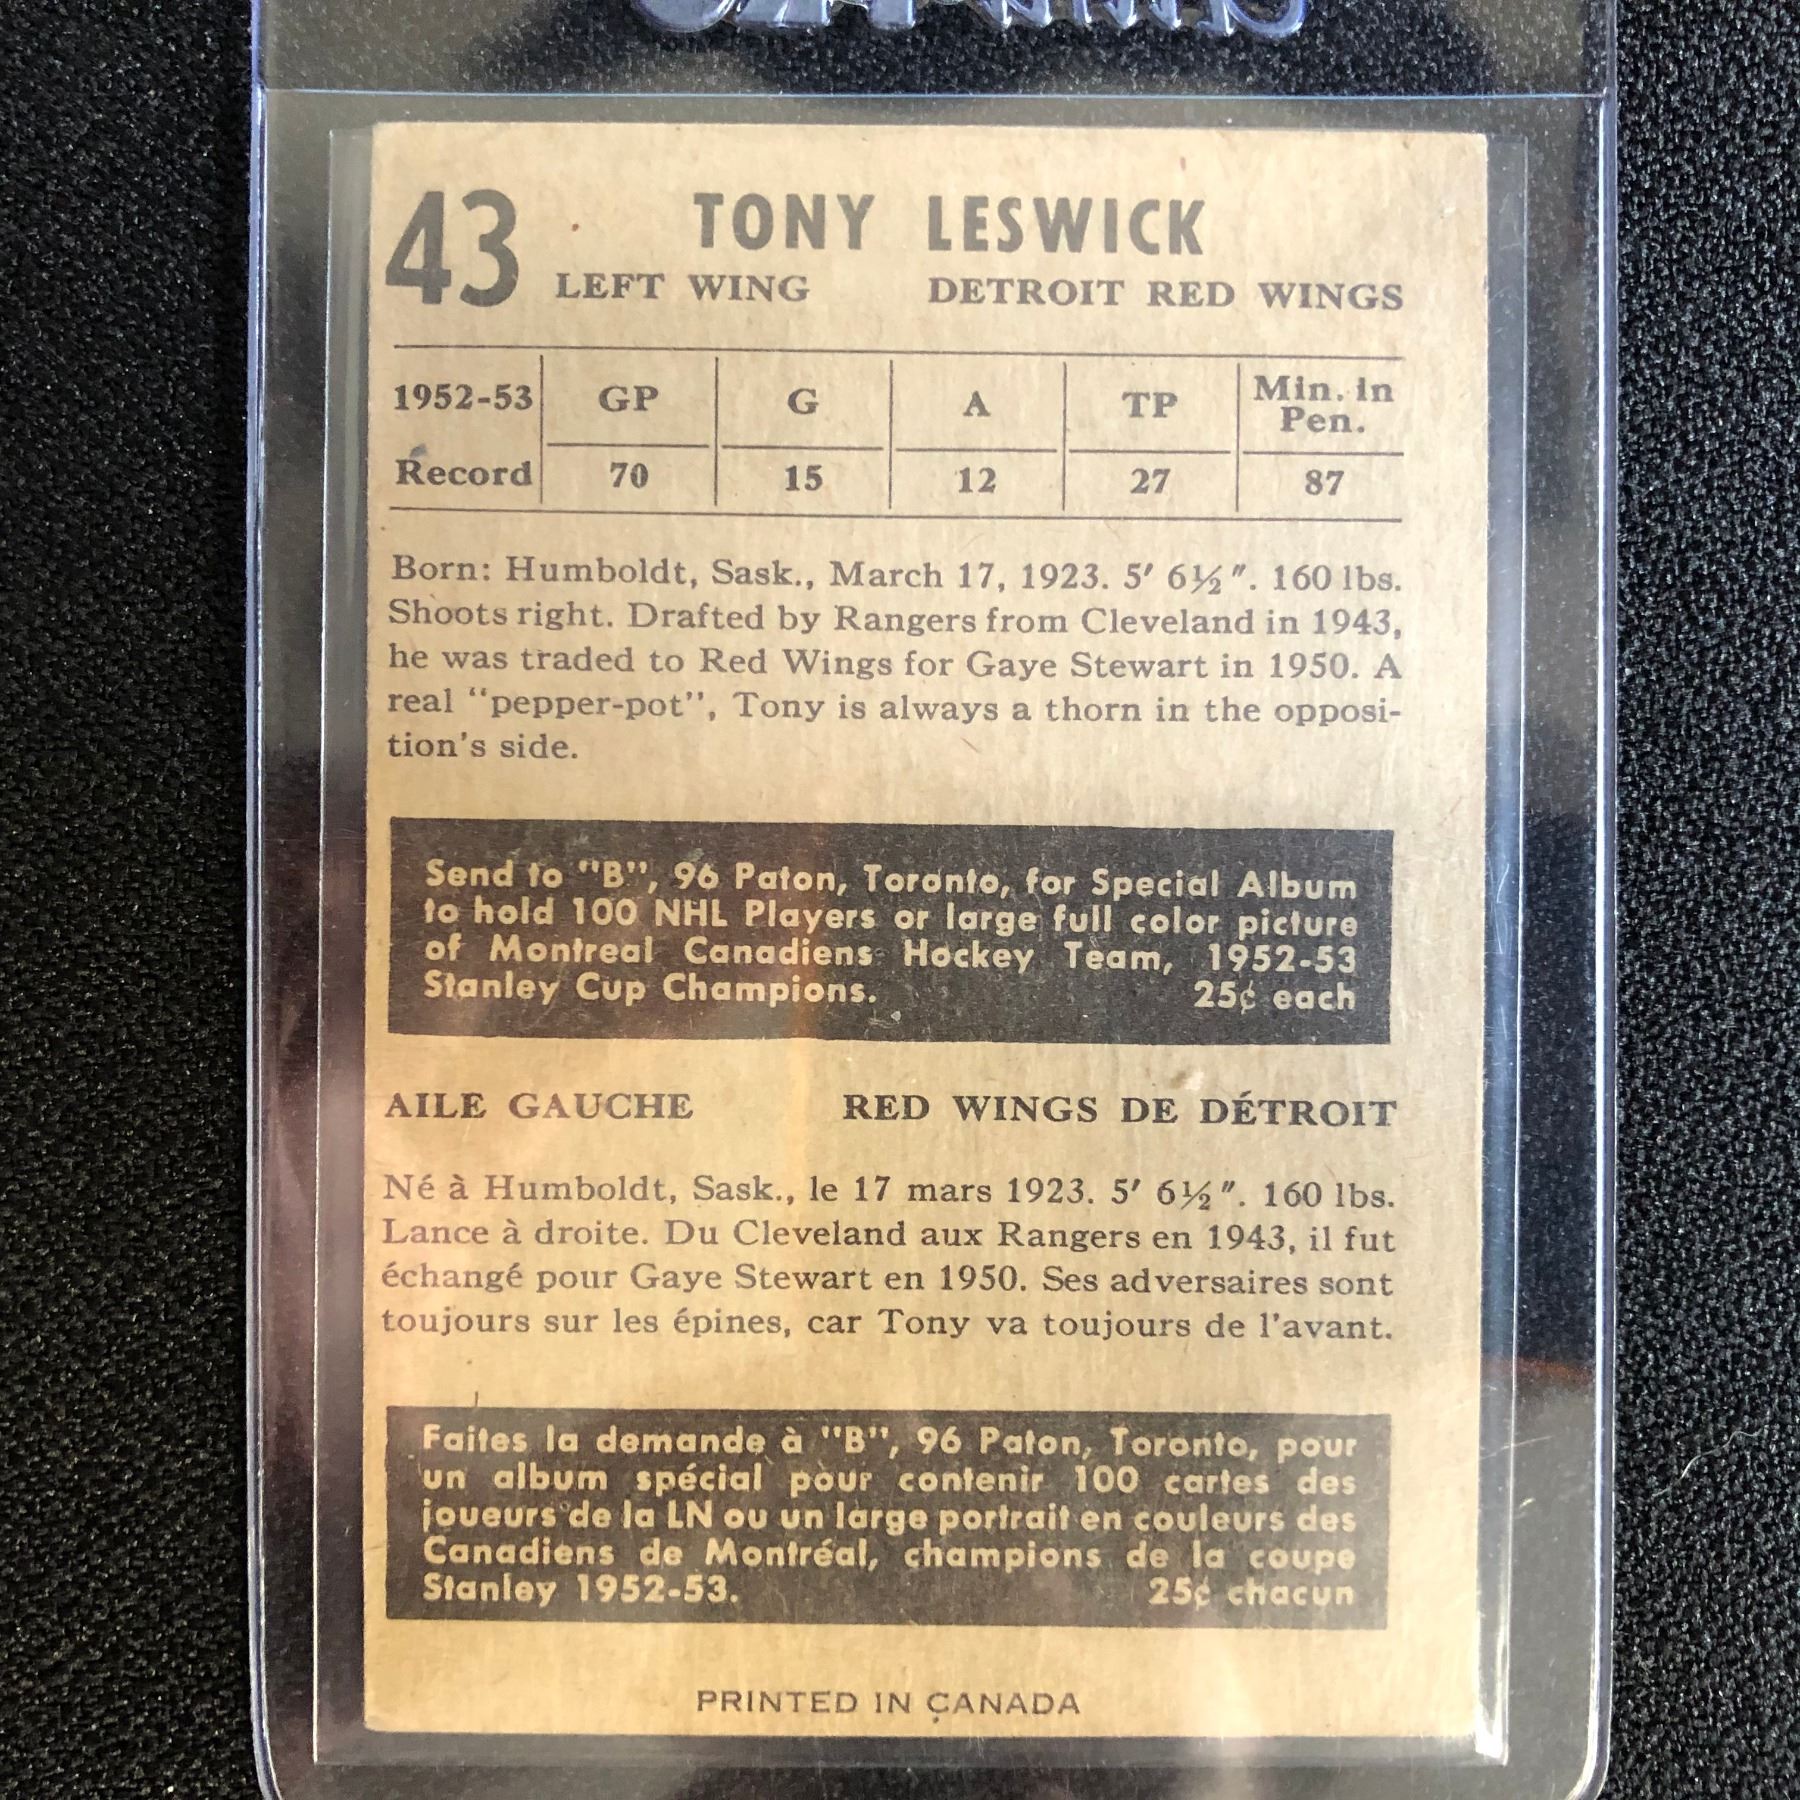 43 TONY LESWICK
LEFT WING DETROIT RED WINGS
1952-53 GP G A TP Min. in Pen.
Record 70 15 12 27 87
Born: Humboldt, Sask., March 17, 1923. 5′ 6½″. 160 lbs.
Shoots right. Drafted by Rangers from Cleveland in 1943,
he was traded to Red Wings for Gaye Stewart in 1950. A
real “pepper-pot”, Tony is always a thorn in the opposi-
tion's side.
Send to "B", 96 Paton, Toronto, for Special Album
to hold 100 NHL Players or large full color picture
of Montreal Canadiens Hockey Team, 1952-53
Stanley Cup Champions. 25¢ each
AILE GAUCHE RED WINGS DE DÉTROIT
Né à Humboldt, Sask., le 17 mars 1923. 5′ 6½″. 160 lbs.
Lance à droite. Du Cleveland aux Rangers en 1943, il fut
échangé pour Gaye Stewart en 1950. Ses adversaires sont
toujours sur les épines, car Tony va toujours de l'avant.
Faites la demande à "B", 96 Paton, Toronto, pour
un album spécial pour contenir 100 cartes des
joueurs de la LN ou un large portrait en couleurs des
Canadiens de Montréal, champions de la coupe
Stanley 1952-53. 25¢ chacun
PRINTED IN CANADA